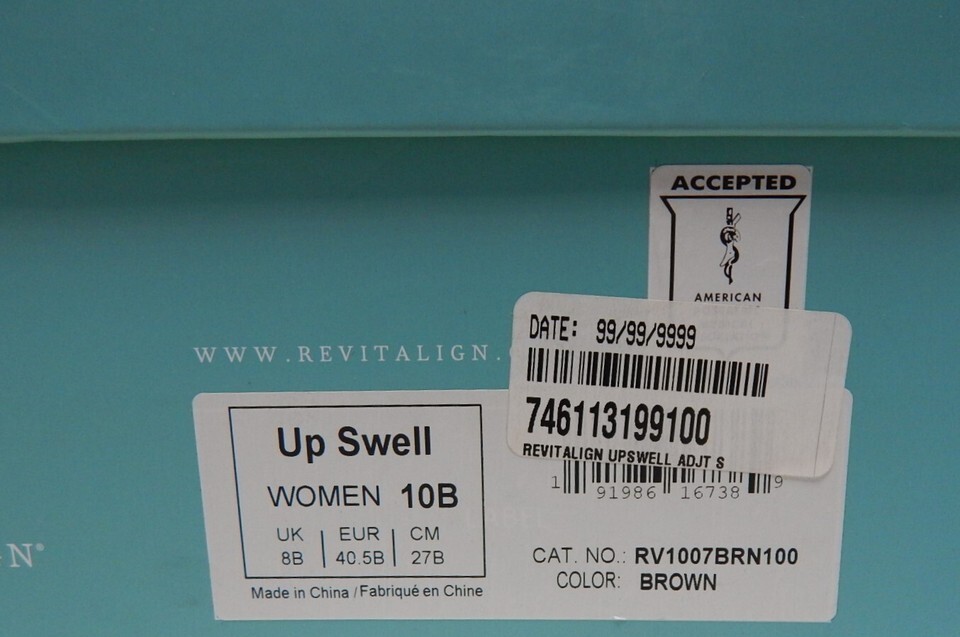 ACCEPTED
AMERICAN
DATE: 99/99/9999
746113199100
REVITALIGN UPSWELL ADJT S
WWW.REVITALIGN.
Up Swell
WOMEN 10B
UK EUR CM
8B 40.5B 27B
Made in China / Fabriqué en Chine
1 91986 16738 9
CAT. NO.: RV1007BRN100
COLOR: BROWN
GN®